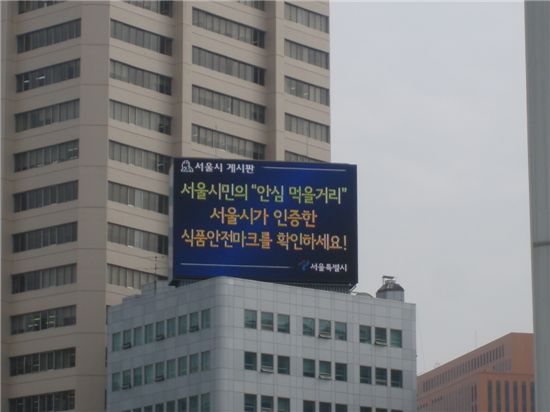 서울시 게시판
서울시민의 "안심 먹을거리"
서울시가 인증한
식품안전마크를 확인하세요!
서울특별시